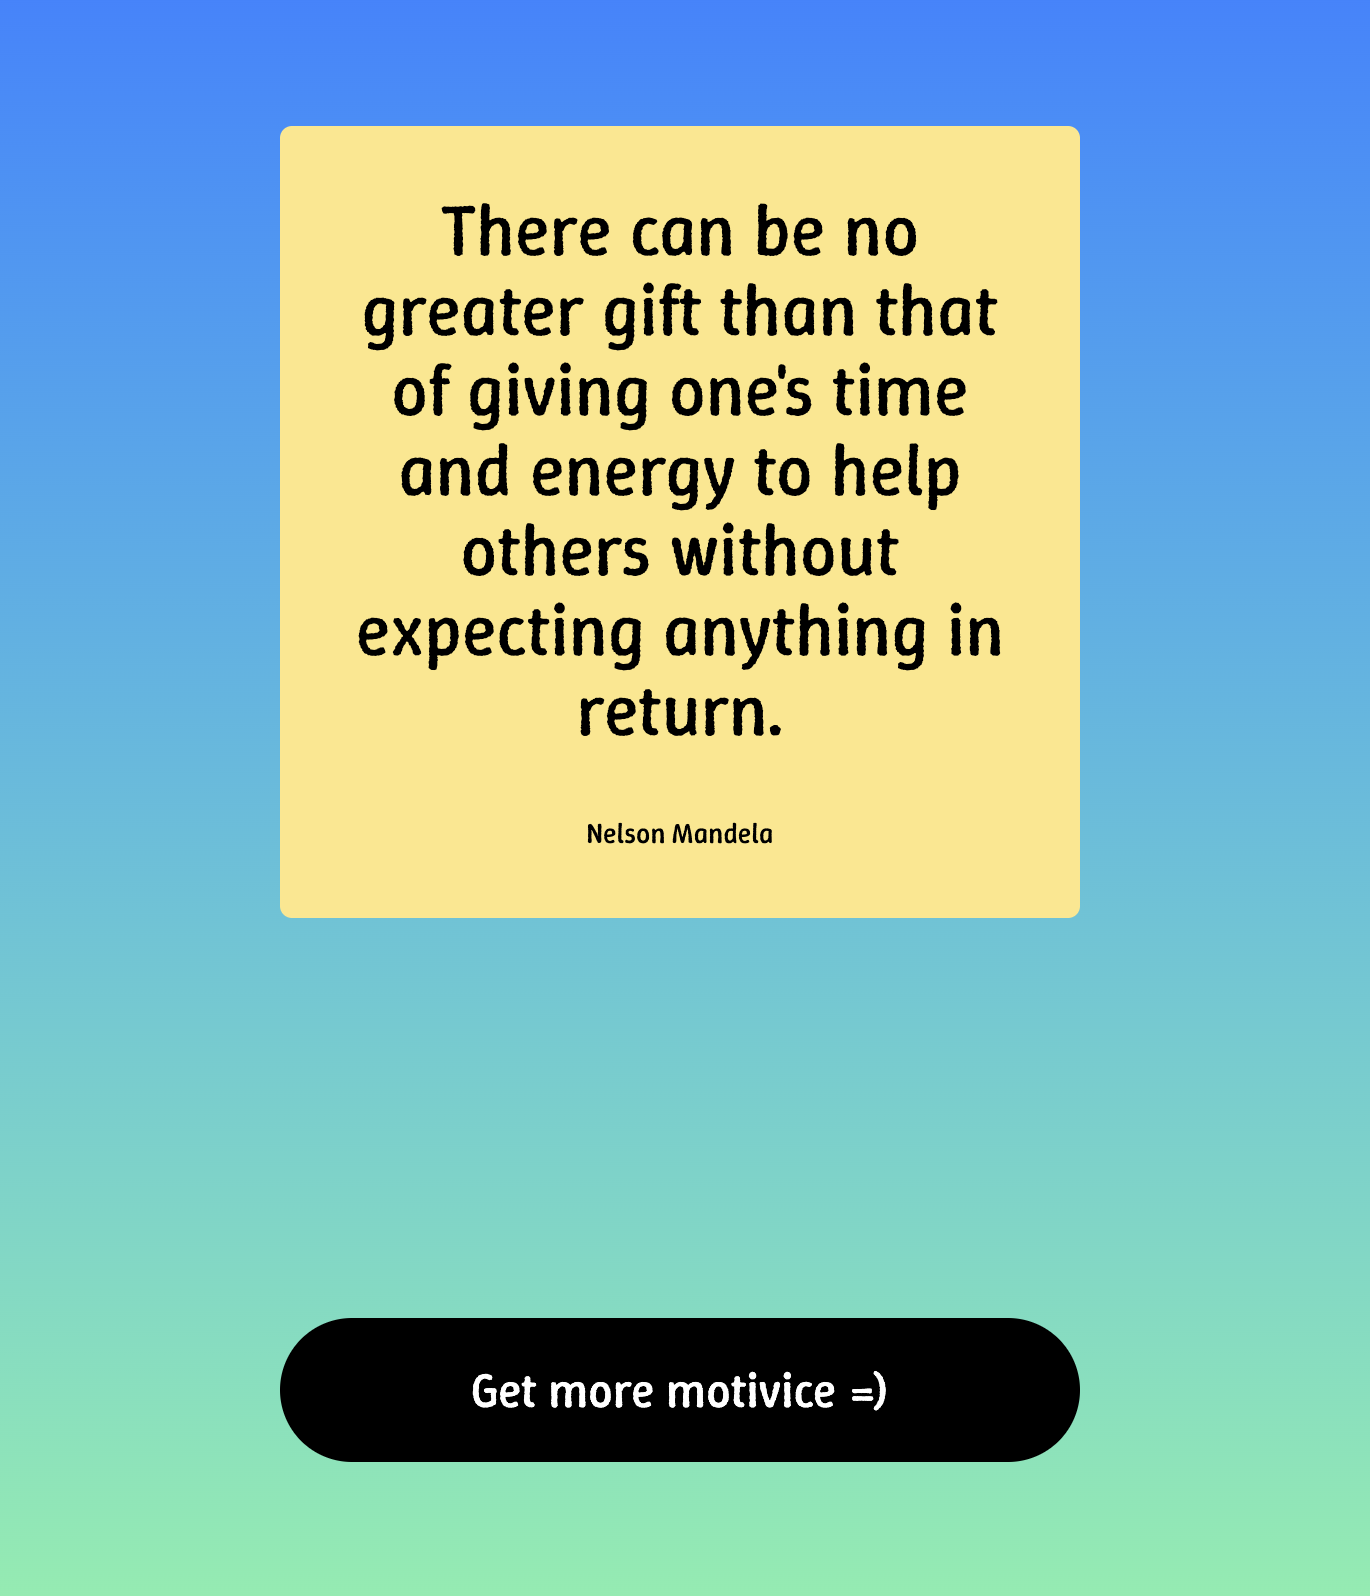 There can be no
greater gift than that
of giving one's time
and energy to help
others without
expecting anything in
return.
Nelson Mandela
Get more motivice =)